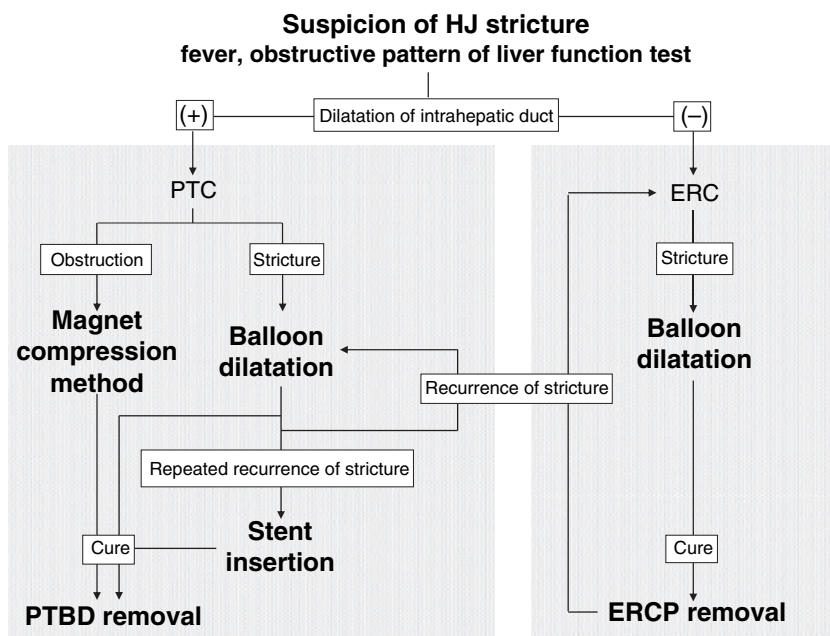 Suspicion of HJ stricture
fever, obstructive pattern of liver function test
(+)
Dilatation of intrahepatic duct
(–)
PTC
ERC
Obstruction
Stricture
Stricture
Magnet
compression
method
Balloon
dilatation
Balloon
dilatation
Recurrence of stricture
Repeated recurrence of stricture
Stent
insertion
Cure
Cure
PTBD removal
ERCP removal